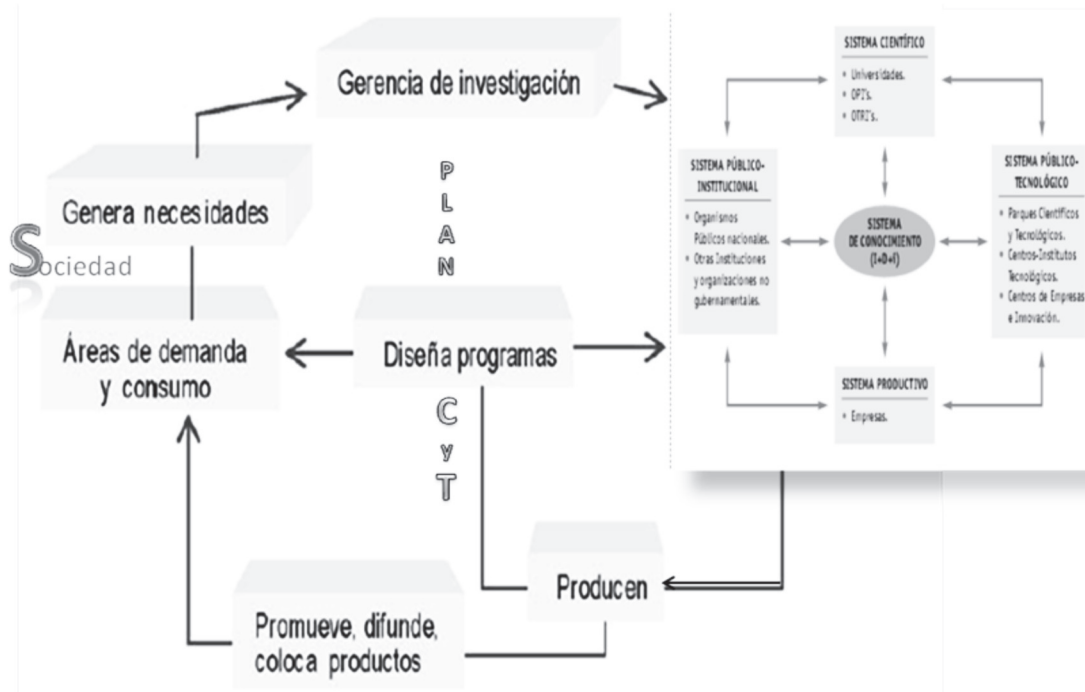 Gerencia de investigación
Genera necesidades
Sociedad
Áreas de demanda
y consumo
PLAN
Diseña programas
CyT
Producen
Promueve, difunde,
coloca productos
SISTEMA CIENTÍFICO
• Universidades.
• OPI's.
• OTRI's.
SISTEMA PÚBLICO-
INSTITUCIONAL
• Organismos
Públicos nacionales.
• Otras Instituciones
y organizaciones no
gubernamentales.
SISTEMA
DE CONOCIMIENTO
(I+D+I)
SISTEMA PÚBLICO-
TECNOLÓGICO
• Parques Científicos
y Tecnológicos.
• Centros-Institutos
Tecnológicos.
• Centros de Empresas
e Innovación.
SISTEMA PRODUCTIVO
• Empresas.